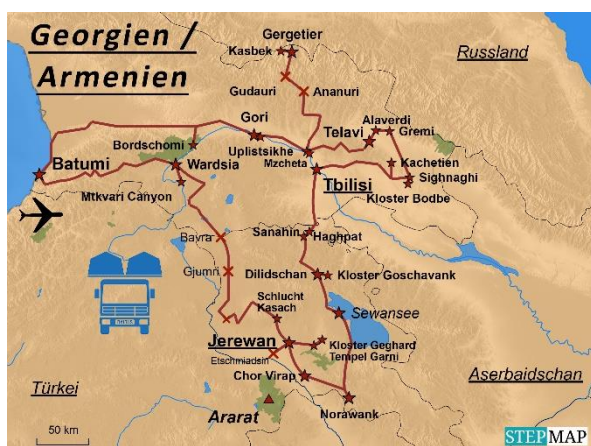 Georgien /
Armenien
Gergetier
Kasbek
Russland
Gudauri
Ananuri
Alaverdi
Gori
Telavi
Gremi
Bordschomi
Uplistsikhe
Mzcheta
Kachetien
Batumi
Wardsia
Tbilisi
Sighnaghi
Mtkvari Canyon
Kloster Bodbe
Bavra
Sanahin
Haghpat
Gjumri
Dilidschan
Kloster Goschavank
Schlucht
Kasach
Sewansee
Jerewan
Kloster Geghard
Tempel Garni
Etschmiadsin
Chor Virap
Türkei
Aserbaidschan
Ararat
Norawank
50 km
STEPMAP